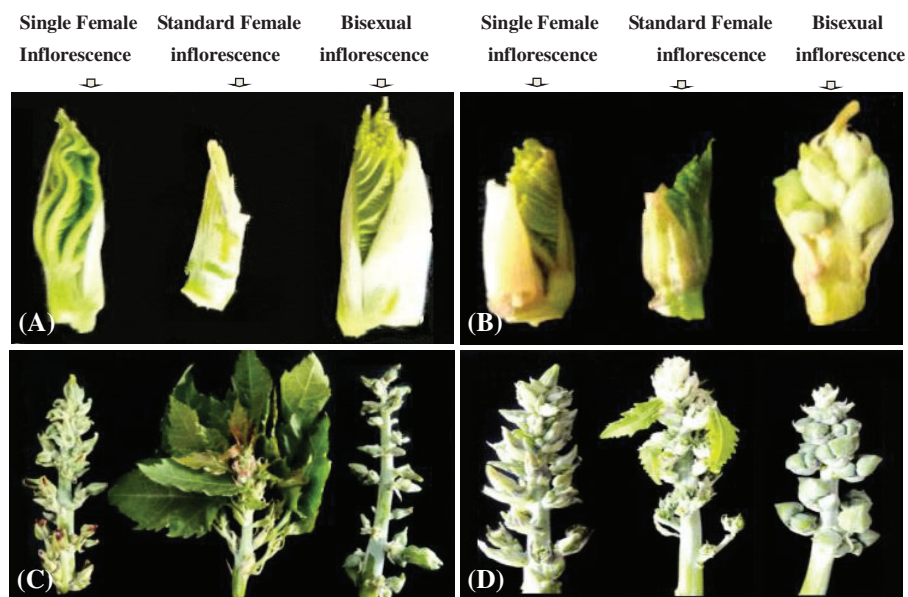 Single Female
Inflorescence
Standard Female
inflorescence
Bisexual
inflorescence
Single Female
inflorescence
Standard Female
inflorescence
Bisexual
inflorescence
(A)
(B)
(C)
(D)